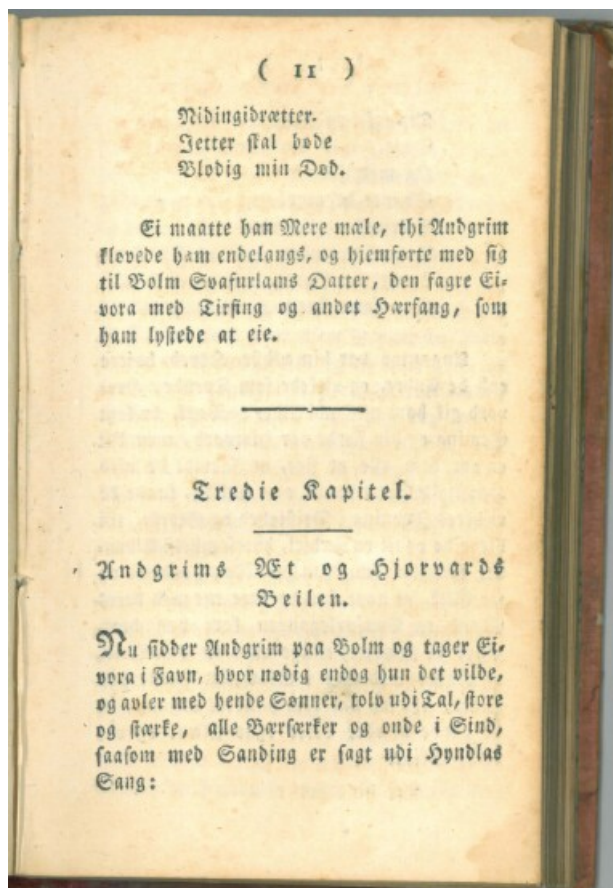 ( 11 )
Nidingidrætter.
Jetter skal bøde
Blodig min Død.
Ei maatte han Mere mæle, thi Andgrim
kløvede ham endelangs, og hjemførte med sig
til Bolm Svafurlams Datter, den fagre Ei-
vora med Tirfing og andet Hærfang, som
ham lystede at eie.
Tredie Kapitel.
Andgrims Æt og Hjorvards
Beilen.
Nu sidder Andgrim paa Bolm og tager Ei-
vora i Favn, hvor nødig endog hun det vilde,
og avler med hende Sønner, tolv udi Tal, store
og stærke, alle Bærsærker og onde i Sind,
saasom med Sanding er sagt udi Hyndlas
Sang: